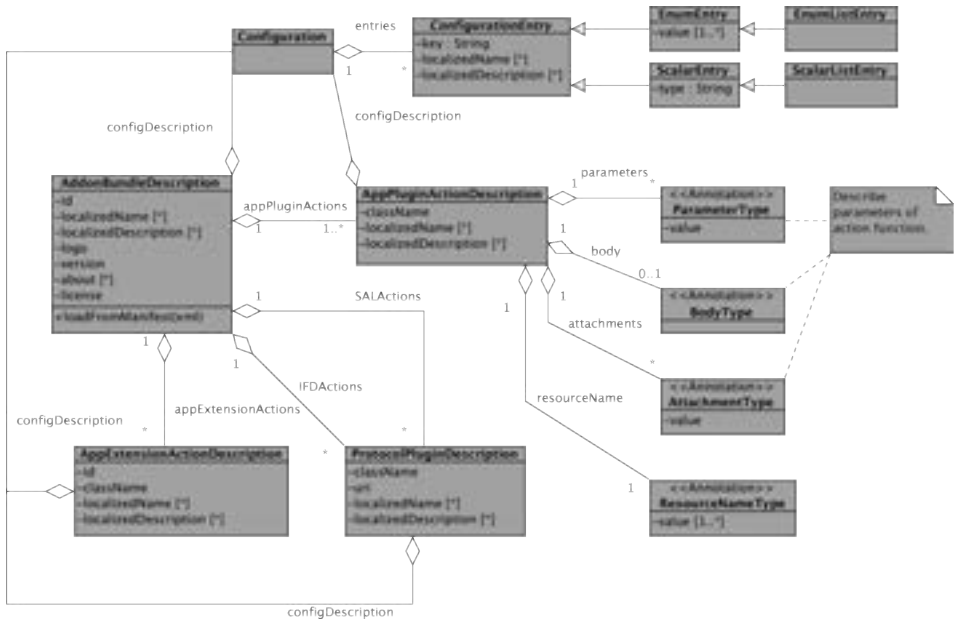 entries
Configuration
1
*
ConfigurationEntry
-key : String
-localizedName [*]
-localizedDescription [*]
EnumEntry
-value [1..*]
EnumListEntry
ScalarEntry
-type : String
ScalarListEntry
configDescription
configDescription
AddonBundleDescription
-id
-localizedName [*]
-localizedDescription [*]
-logo
-version
-about [*]
-license
+loadFromManifest(xml)
appPluginActions
1
1..*
AppPluginActionDescription
-className
-localizedName [*]
-localizedDescription [*]
parameters
1
*
<<Annotation>>
ParameterType
-value
Describe
parameters of
action function.
1
body
0..1
<<Annotation>>
BodyType
1
attachments
*
<<Annotation>>
AttachmentType
-value
1
resourceName
1
<<Annotation>>
ResourceNameType
-value [1..*]
1
SALActions
*
1
IFDActions
*
1
appExtensionActions
*
configDescription
AppExtensionActionDescription
-id
-className
-localizedName [*]
-localizedDescription [*]
ProtocolPluginDescription
-className
-uri
-localizedName [*]
-localizedDescription [*]
configDescription